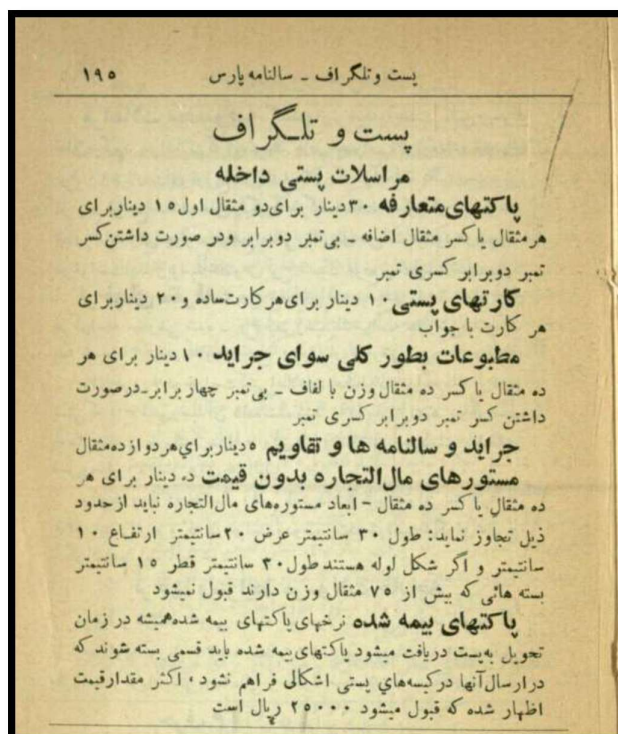 پست و تلگراف ـ سالنامه پارس ۱۹۵
پست و تلـگراف
مراسلات پستی داخله
پاکتهای متعارفه ۳۰ دینار برای دو مثقال اول ۱۵ دینار برای
هر مثقال یا کسر مثقال اضافه ـ بی تمبر دو برابر و در صورت داشتن کسر
تمبر دو برابر کسری تمبر
کارتهای پستی ۱۰ دینار برای هر کارت ساده و ۲۰ دینار برای
هر کارت با جواب
مطبوعات بطور کلی سوای جراید ۱۰ دینار برای هر
ده مثقال یا کسر ده مثقال وزن با لفاف ـ بی تمبر چهار برابر ـ در صورت
داشتن کسر تمبر دو برابر کسری تمبر
جراید و سالنامه ها و تقاویم ۵ دینار برای هر دوازده مثقال
مستورهای مال التجاره بدون قیمت ده دینار برای هر
ده مثقال یا کسر ده مثقال - ابعاد مستوره‌های مال التجاره نباید از حدود
ذیل تجاوز نماید: طول ۳۰ سانتیمتر عرض ۲۰ سانتیمتر ارتفاع ۱۰
سانتیمتر و اگر شکل لوله هستند طول ۳۰ سانتیمتر قطر ۱۵ سانتیمتر
بسته هائی که بیش از ۷۵ مثقال وزن دارند قبول نمیشود
پاکتهای بیمه شده نرخهای پاکتهای بیمه شده همیشه در زمان
تحویل به پست دریافت میشود پاکتهای بیمه شده باید قسمی بسته شوند که
در ارسال آنها در کیسه‌های پستی اشکالی فراهم نشود، اکثر مقدار قیمت
اظهار شده که قبول میشود ۲۵۰۰۰ ریال است